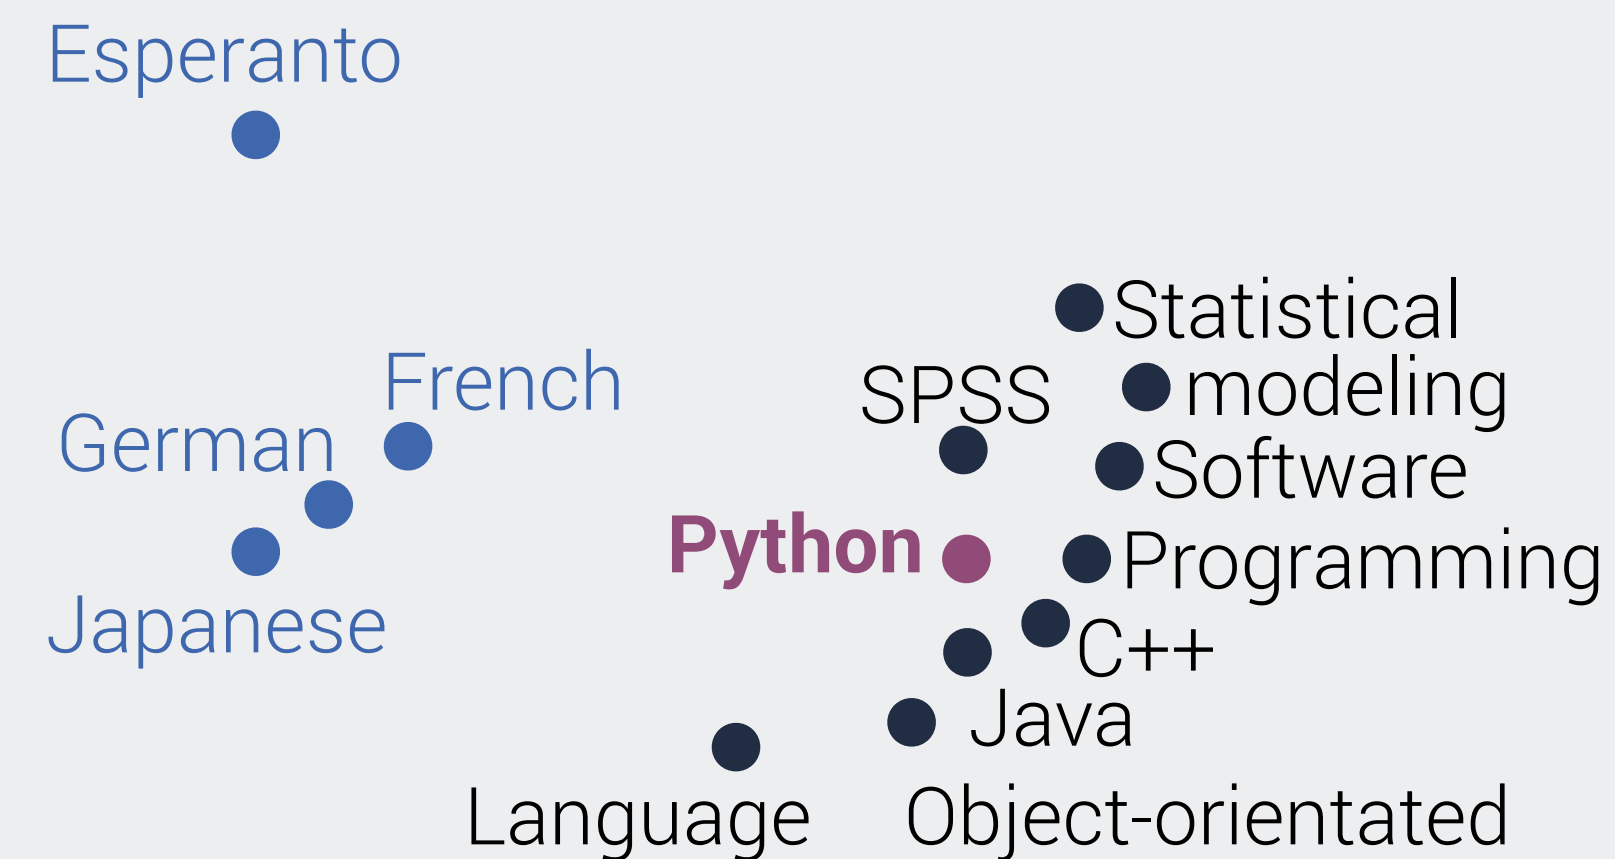 Esperanto
Statistical
French
SPSS
modeling
German
Software
Python
Programming
Japanese
C++
Java
Language
Object-orientated